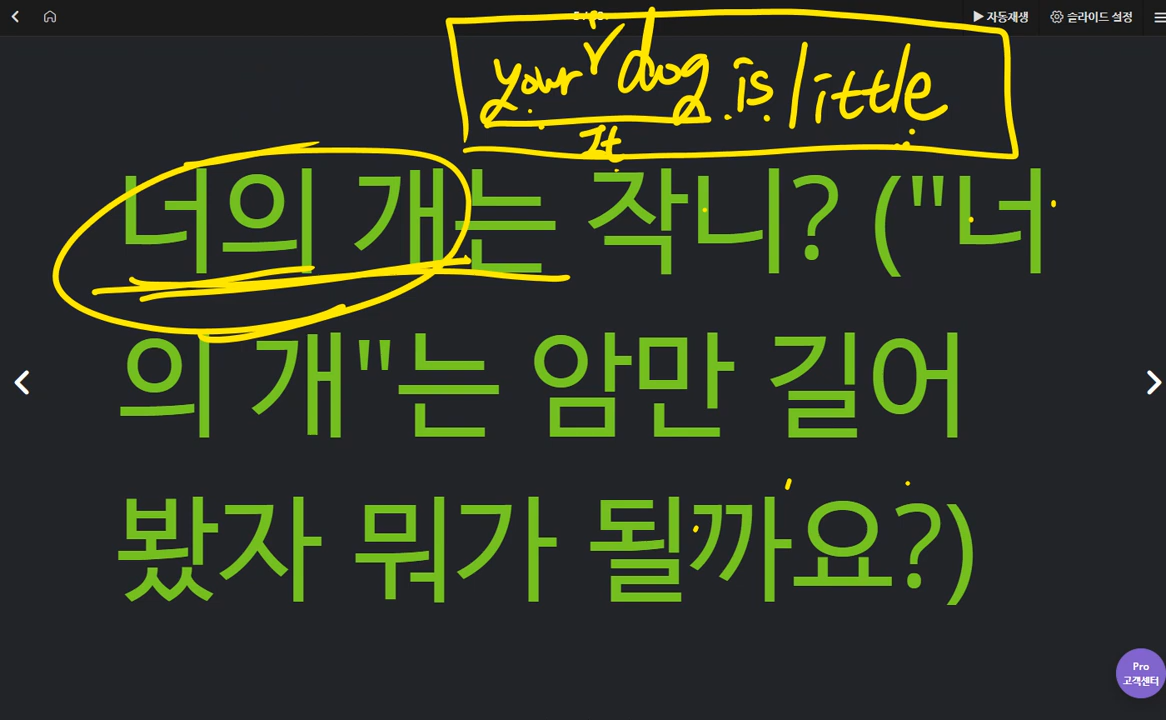 자동재생 슬라이드 설정
your dog is little
It
너의 개는 작니? ("너
의 개"는 암만 길어
봤자 뭐가 될까요?)
Pro
고객센터